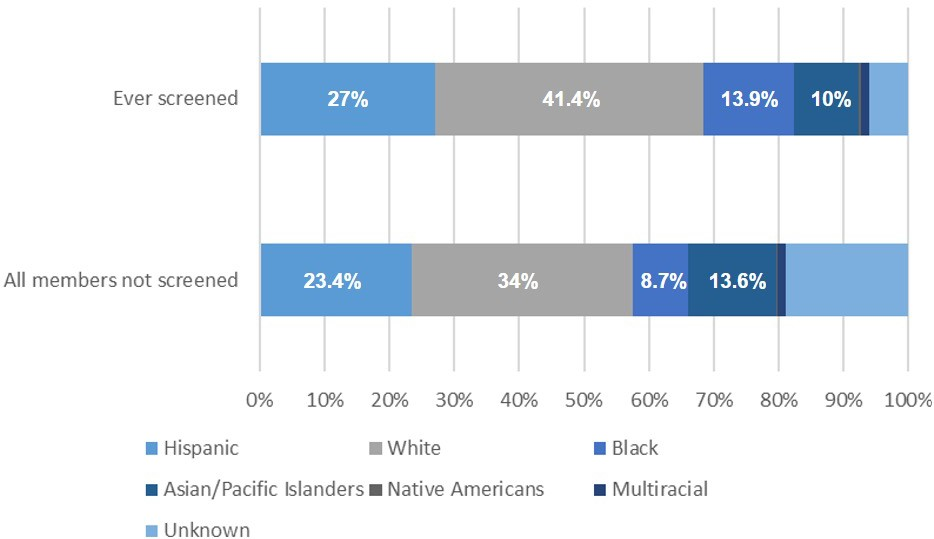 Ever screened
27% 41.4% 13.9% 10%
All members not screened
23.4% 34% 8.7% 13.6%
0% 10% 20% 30% 40% 50% 60% 70% 80% 90% 100%
Hispanic White Black
Asian/Pacific Islanders Native Americans Multiracial
Unknown